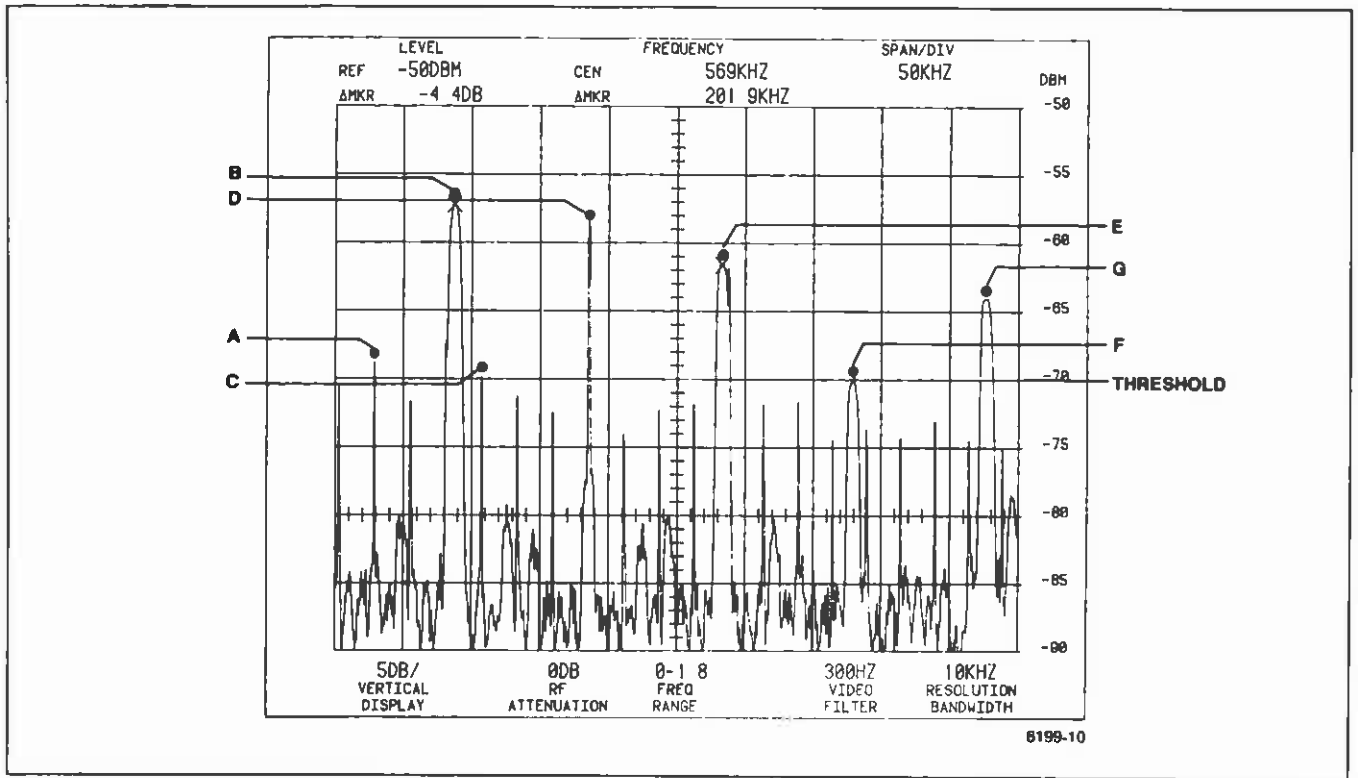 LEVEL FREQUENCY SPAN/DIV
REF -50DBM CEN 569KHZ 50KHZ DBM
ΔMKR -4 4DB ΔMKR 201 9KHZ -50
B -55
D
E
-60
G
-65
A F
C -70 THRESHOLD
-75
-80
-85
-90
5DB/ 0DB 0-1 8 300HZ 10KHZ
VERTICAL RF FREQ VIDEO RESOLUTION
DISPLAY ATTENUATION RANGE FILTER BANDWIDTH
6199-10